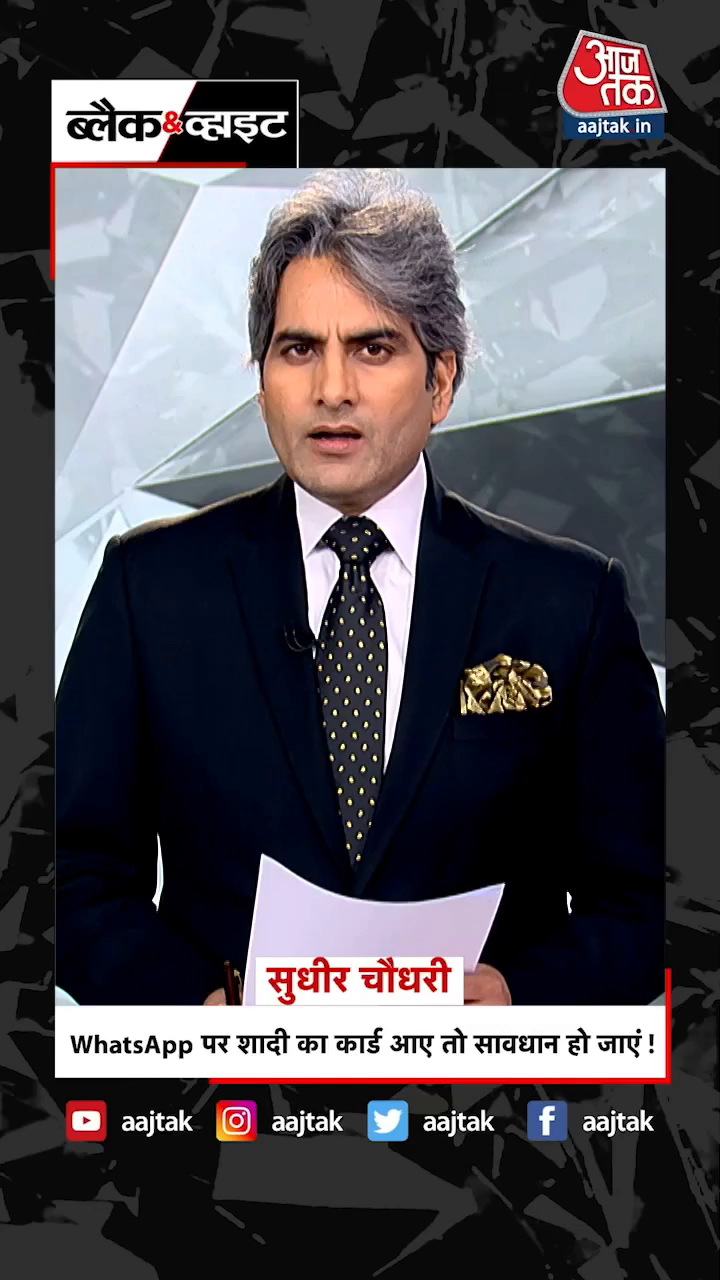 आज
तक
aajtak.in
ब्लैक&व्हाइट
सुधीर चौधरी
WhatsApp पर शादी का कार्ड आए तो सावधान हो जाएं !
aajtak aajtak aajtak aajtak